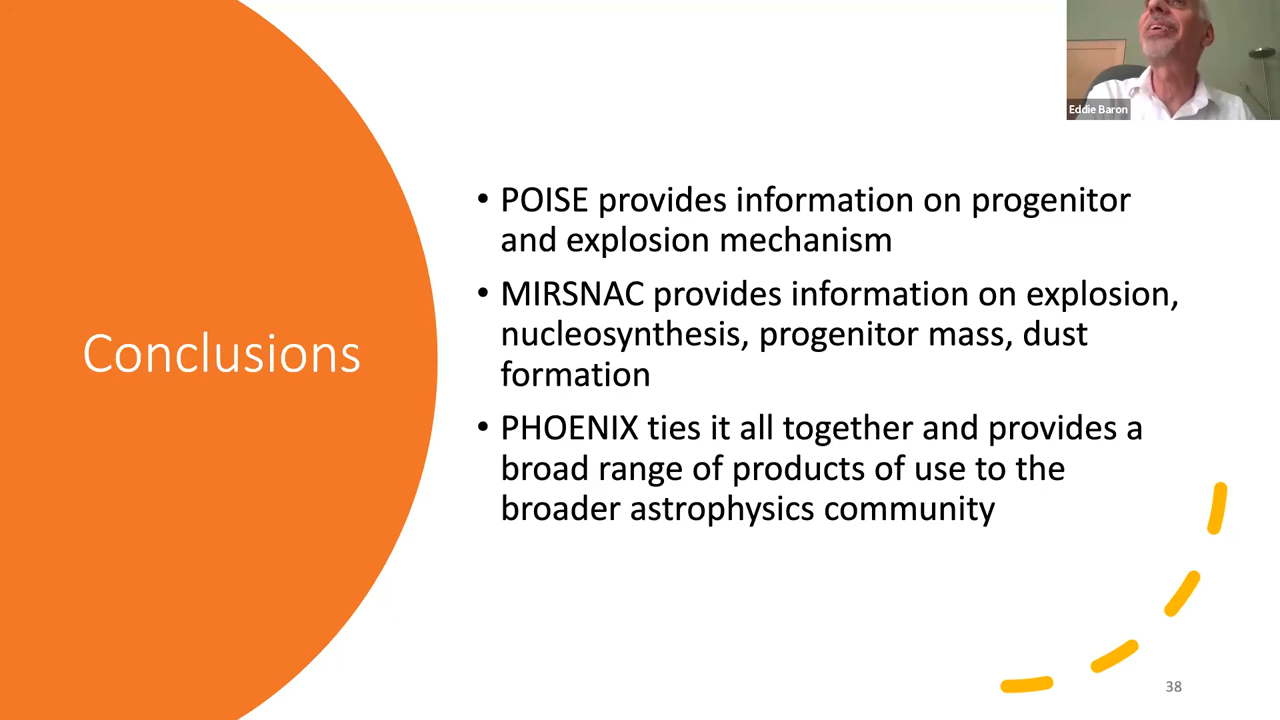 Eddie Baron
Conclusions
• POISE provides information on progenitor
and explosion mechanism
• MIRSNAC provides information on explosion,
nucleosynthesis, progenitor mass, dust
formation
• PHOENIX ties it all together and provides a
broad range of products of use to the
broader astrophysics community
38